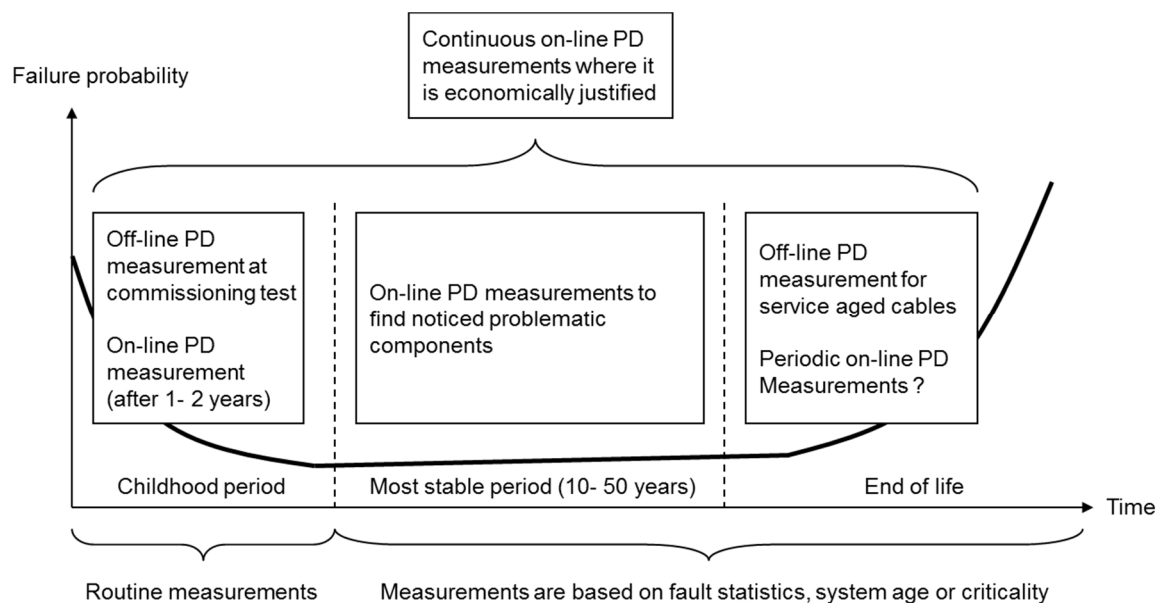 Continuous on-line PD
measurements where it
is economically justified
Failure probability
Off-line PD
measurement at
commissioning test
On-line PD
measurement
(after 1- 2 years)
On-line PD measurements to
find noticed problematic
components
Off-line PD
measurement for
service aged cables
Periodic on-line PD
Measurements ?
Childhood period
Most stable period (10- 50 years)
End of life
Time
Routine measurements
Measurements are based on fault statistics, system age or criticality